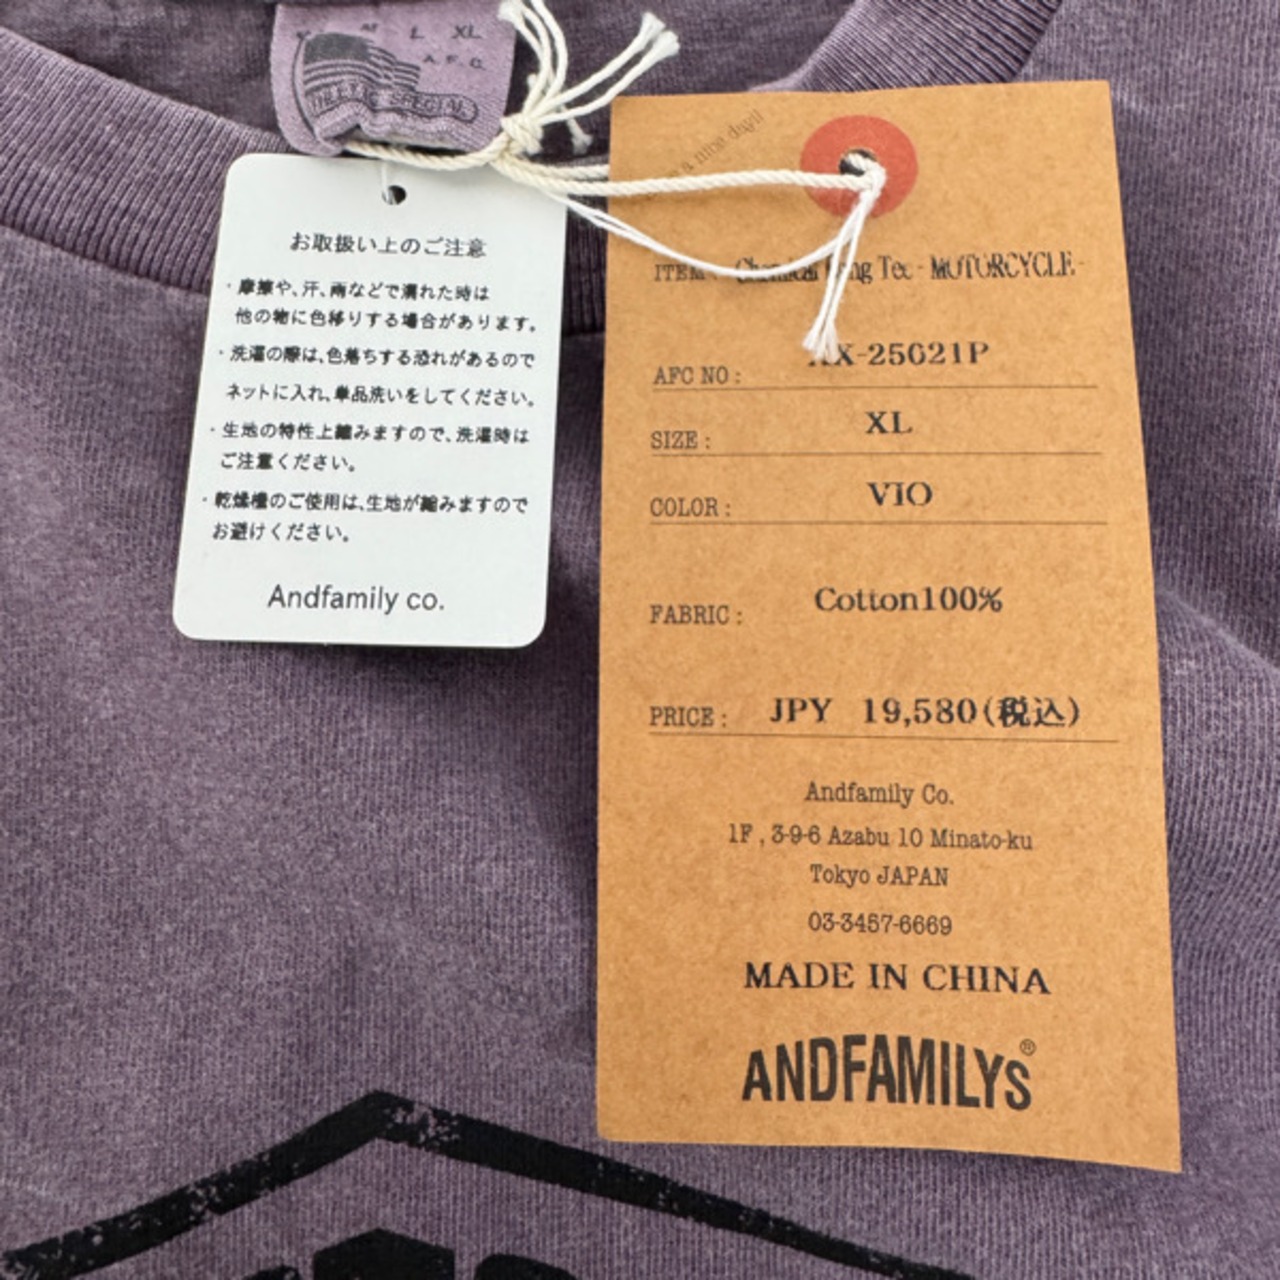 M L XL
A.F.C.
SPECIAL
お取扱い上のご注意
・摩擦や、汗、雨などで濡れた時は
他の物に色移りする場合があります。
・洗濯の際は、色落ちする恐れがあるので
ネットに入れ、単品洗いをしてください。
・生地の特性上縮みますので、洗濯時は
ご注意ください。
・乾燥機のご使用は、生地が縮みますので
お避けください。
Andfamily co.
a nine
ITEM : Tee - MOTORCYCLE -
AFC NO : X-25021P
SIZE : XL
COLOR : VIO
FABRIC : Cotton100%
PRICE : JPY 19,580(税込)
Andfamily Co.
1F , 3-9-6 Azabu 10 Minato-ku
Tokyo JAPAN
03-3457-6669
MADE IN CHINA
ANDFAMILYS®